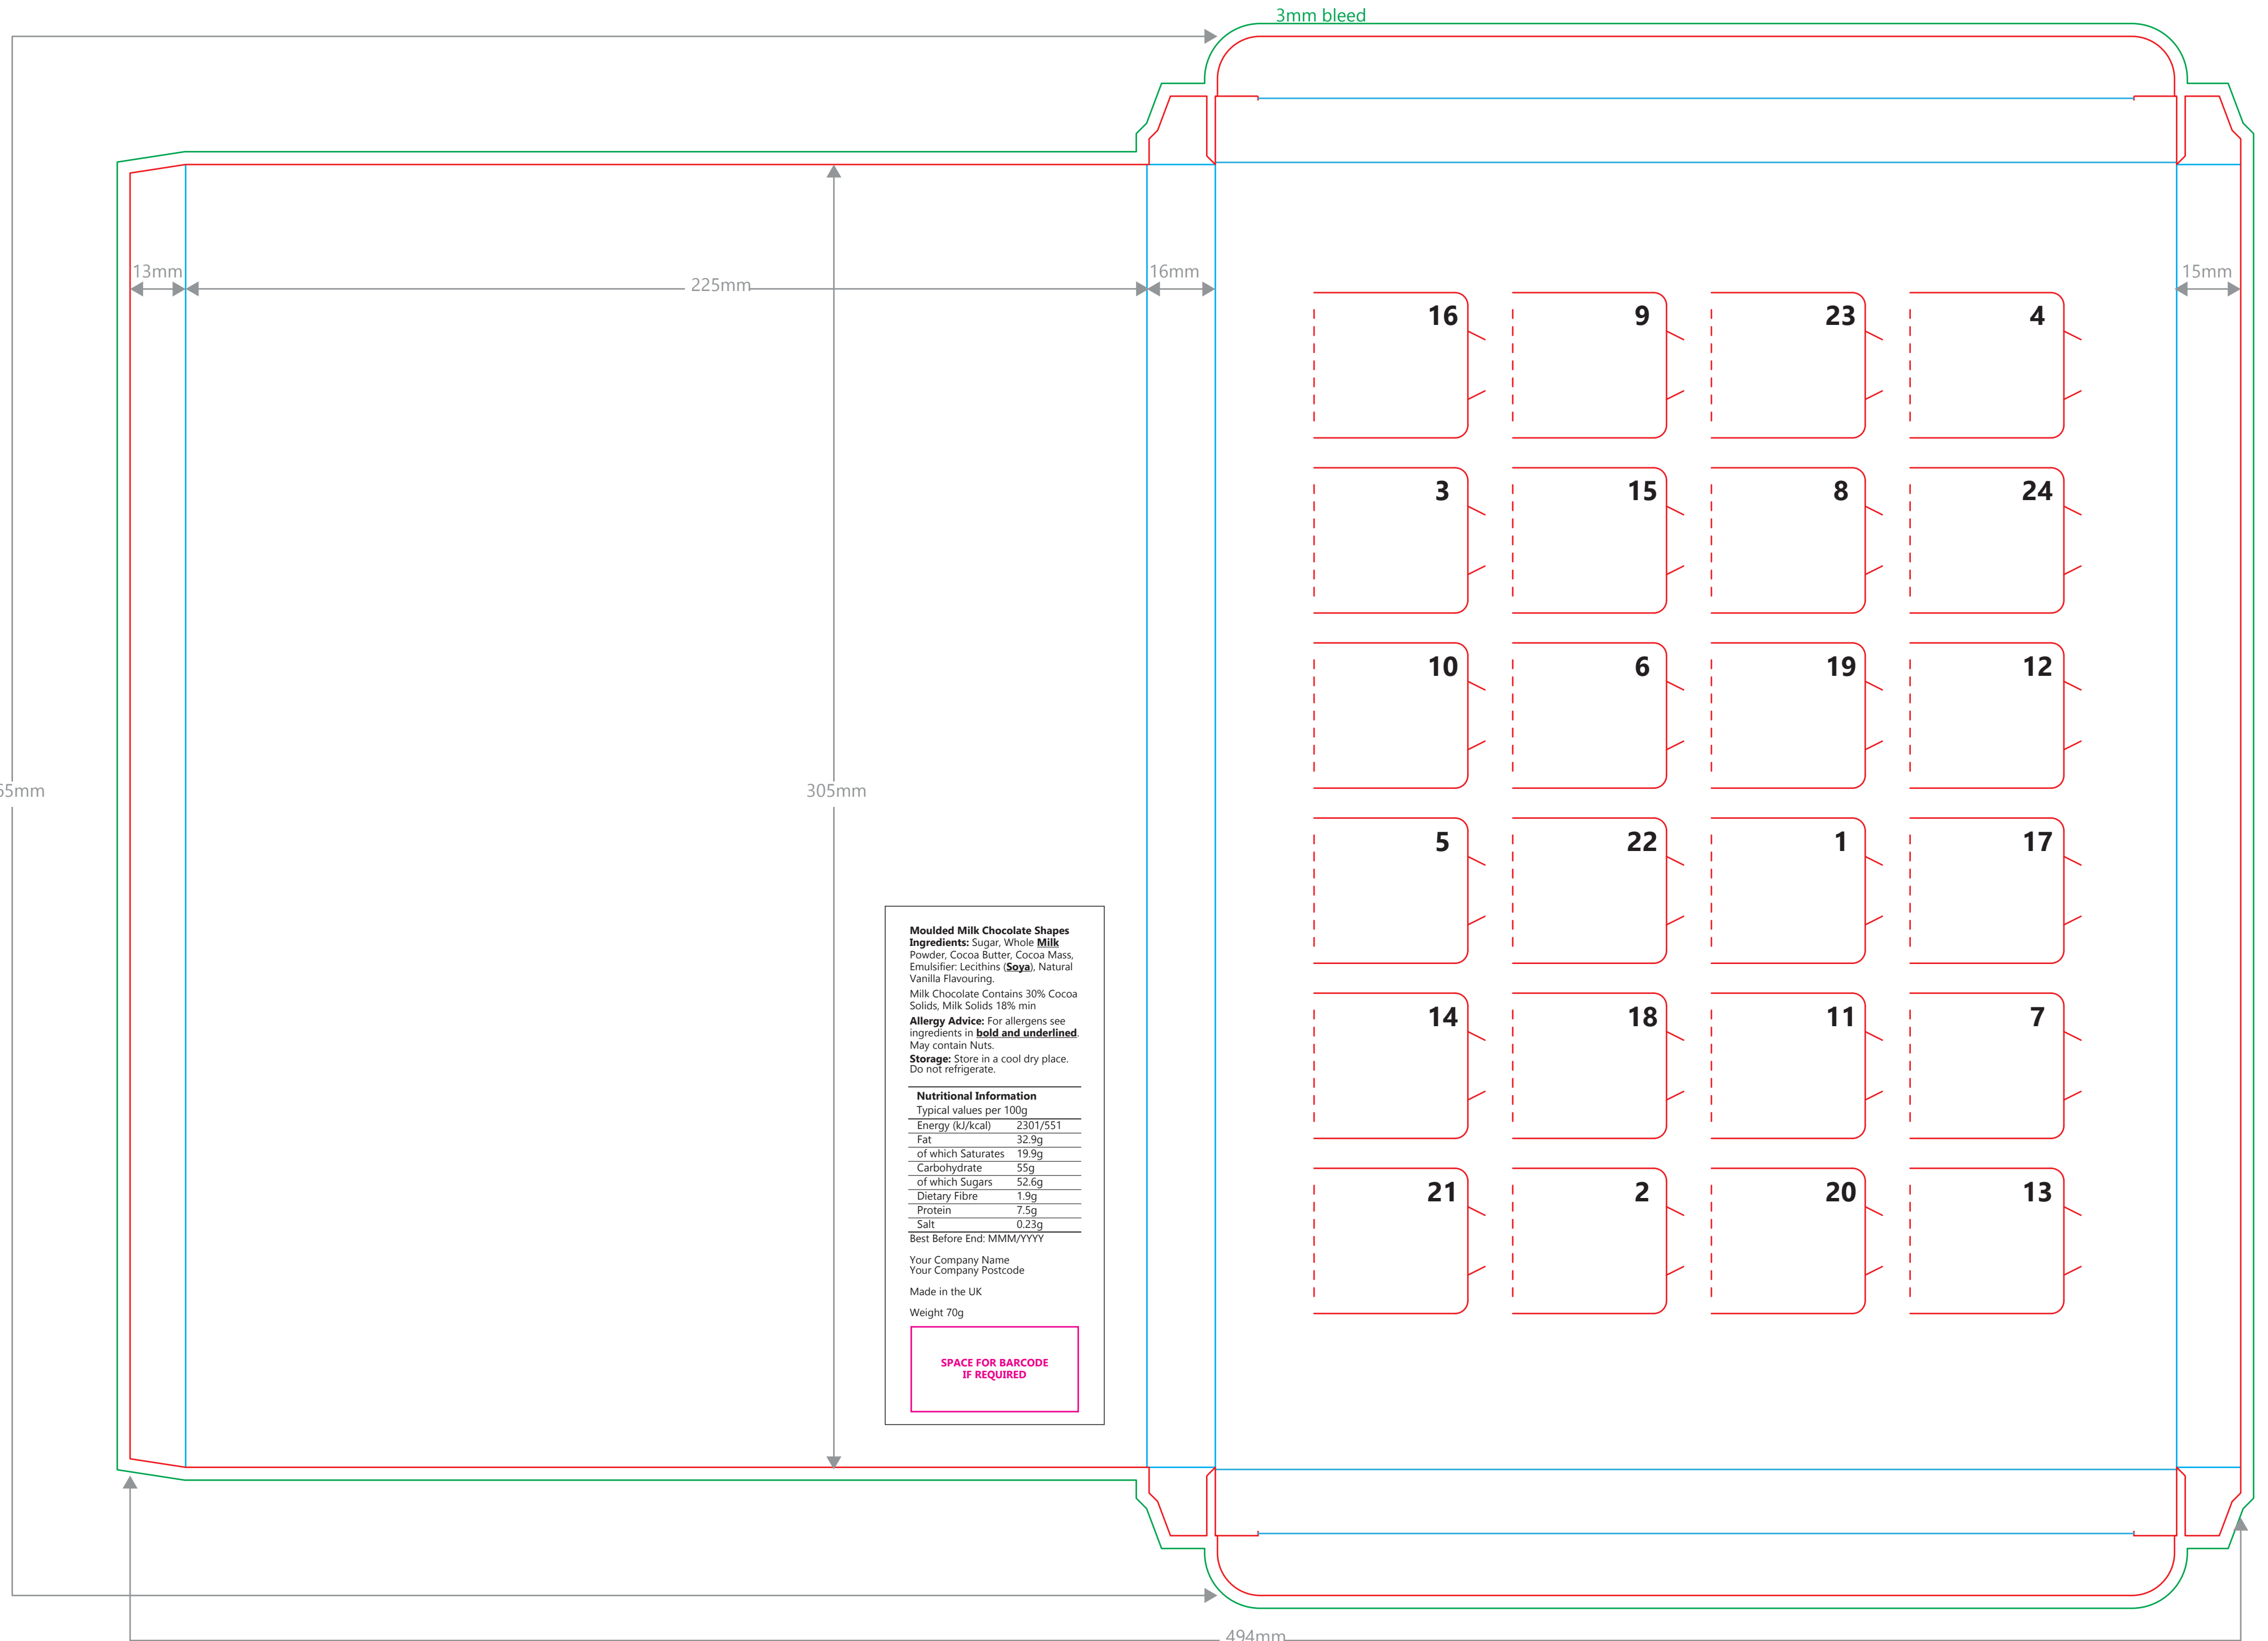 3mm bleed
13mm
225mm
16mm
15mm
16 9 23 4
3 15 8 24
10 6 19 12
5 22 1 17
14 18 11 7
21 2 20 13
65mm
305mm
Moulded Milk Chocolate Shapes
Ingredients: Sugar, Whole Milk
Powder, Cocoa Butter, Cocoa Mass,
Emulsifier: Lecithins (Soya), Natural
Vanilla Flavouring.
Milk Chocolate Contains 30% Cocoa
Solids, Milk Solids 18% min
Allergy Advice: For allergens see
ingredients in bold and underlined.
May contain Nuts.
Storage: Store in a cool dry place.
Do not refrigerate.
Nutritional Information
Typical values per 100g
Energy (kJ/kcal) 2301/551
Fat 32.9g
of which Saturates 19.9g
Carbohydrate 55g
of which Sugars 52.6g
Dietary Fibre 1.9g
Protein 7.5g
Salt 0.23g
Best Before End: MMM/YYYY
Your Company Name
Your Company Postcode
Made in the UK
Weight 70g
SPACE FOR BARCODE
IF REQUIRED
494mm